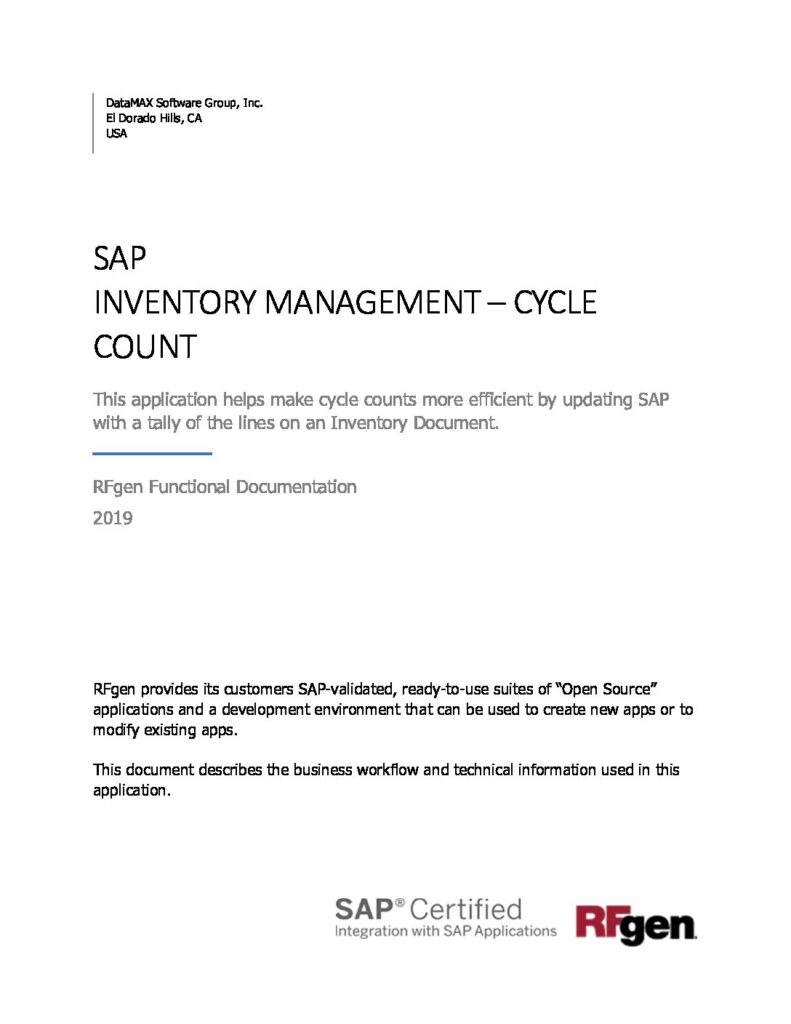 DataMAX Software Group, Inc.
El Dorado Hills, CA
USA
SAP
INVENTORY MANAGEMENT – CYCLE
COUNT
This application helps make cycle counts more efficient by updating SAP
with a tally of the lines on an Inventory Document.
RFgen Functional Documentation
2019
RFgen provides its customers SAP-validated, ready-to-use suites of “Open Source”
applications and a development environment that can be used to create new apps or to
modify existing apps.
This document describes the business workflow and technical information used in this
application.
SAP® Certified
Integration with SAP Applications
RFgen.